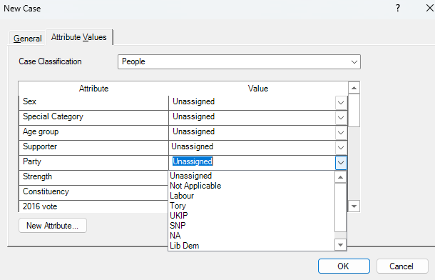 New Case
General
Attribute Values
Case Classification
People
Attribute Value
Sex Unassigned
Special Category Unassigned
Age group Unassigned
Supporter Unassigned
Party Unassigned
Strength
Constituency
2016 vote
Unassigned
Not Applicable
Labour
Tory
UKIP
SNP
NA
Lib Dem
New Attribute...
OK
Cancel